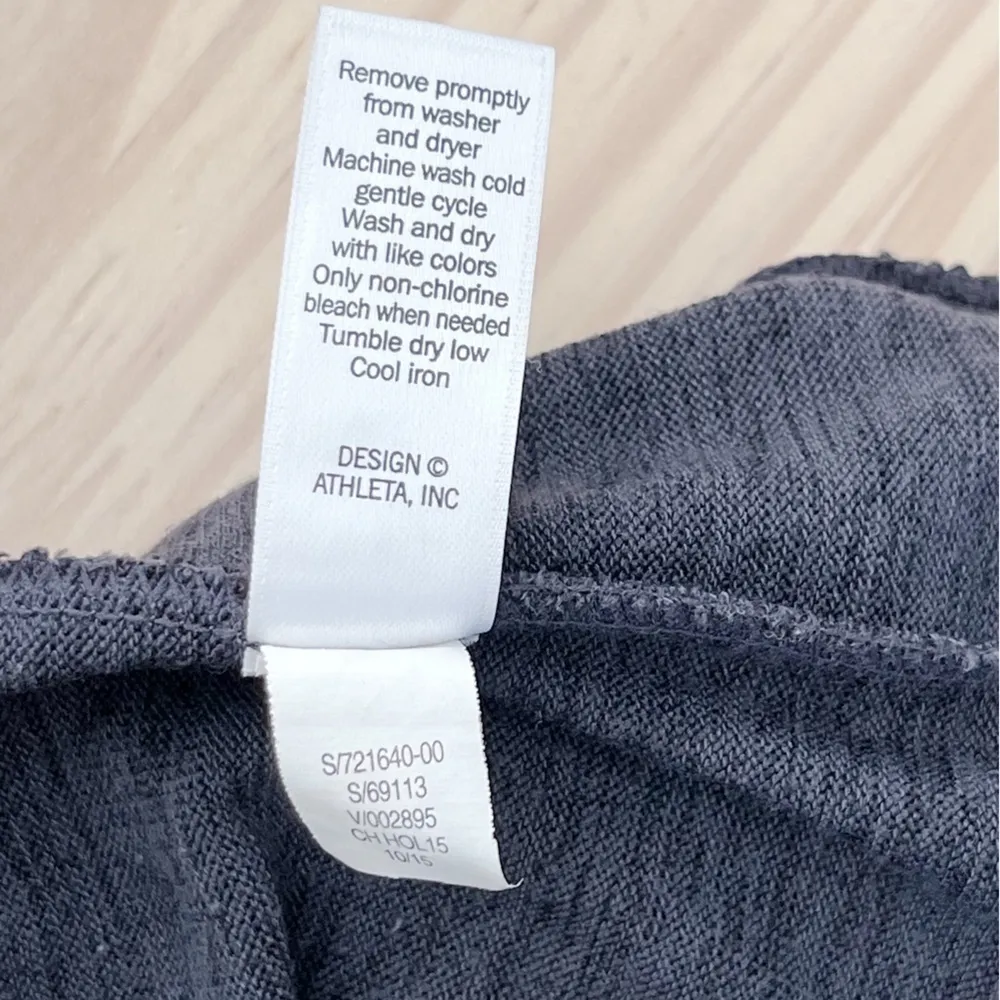 Remove promptly
from washer
and dryer
Machine wash cold
gentle cycle
Wash and dry
with like colors
Only non-chlorine
bleach when needed
Tumble dry low
Cool iron
DESIGN ©
ATHLETA, INC
S/721640-00
S/69113
V/002895
CH HOL15
10/15